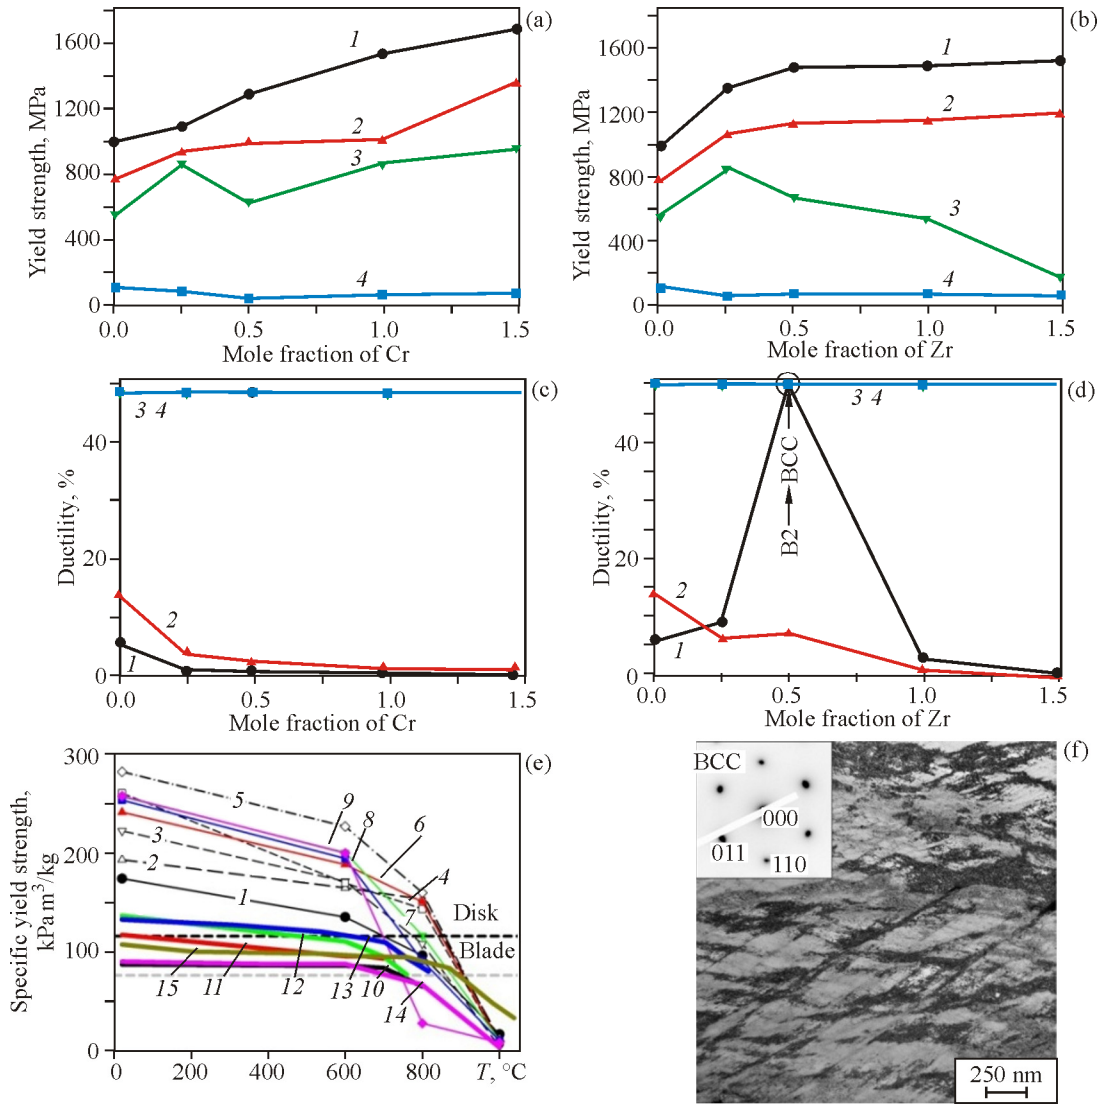 (a)
Yield strength, MPa
1600
1200
800
400
0
1
2
3
4
0.0 0.5 1.0 1.5
Mole fraction of Cr
(b)
Yield strength, MPa
1600
1200
800
400
0
1
2
3
4
0.0 0.5 1.0 1.5
Mole fraction of Zr
(c)
Ductility, %
40
20
0
3 4
2
1
0.0 0.5 1.0 1.5
Mole fraction of Cr
(d)
Ductility, %
40
20
0
3 4
B2
BCC
2
1
0.0 0.5 1.0 1.5
Mole fraction of Zr
(e)
Specific yield strength,
kPa m³/kg
300
200
100
0
5
9
8
6
3
2
4
1
7
Disk
Blade
15
11
12
13
10
14
0 200 400 600 800 T, °C
(f)
BCC
000
011
110
250 nm